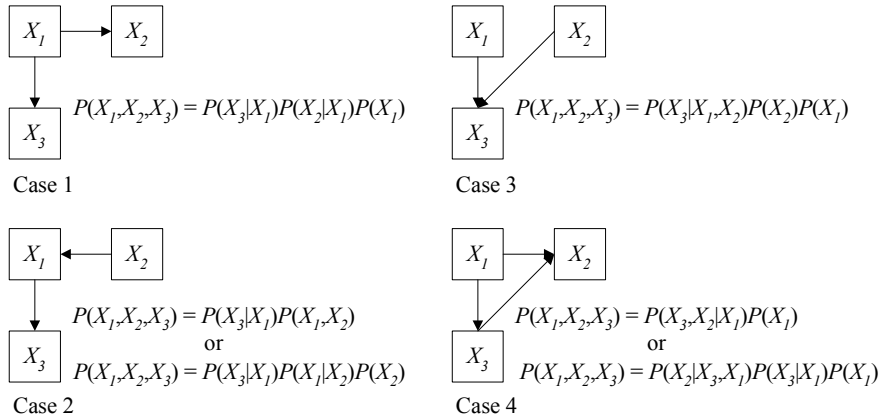 X₁ X₂
X₃ P(X₁,X₂,X₃) = P(X₃|X₁)P(X₂|X₁)P(X₁)
Case 1
X₁ X₂
X₃ P(X₁,X₂,X₃) = P(X₃|X₁,X₂)P(X₂)P(X₁)
Case 3
X₁ X₂
P(X₁,X₂,X₃) = P(X₃|X₁)P(X₁,X₂)
or
X₃ P(X₁,X₂,X₃) = P(X₃|X₁)P(X₁|X₂)P(X₂)
Case 2
X₁ X₂
P(X₁,X₂,X₃) = P(X₃,X₂|X₁)P(X₁)
or
X₃ P(X₁,X₂,X₃) = P(X₂|X₃,X₁)P(X₃|X₁)P(X₁)
Case 4